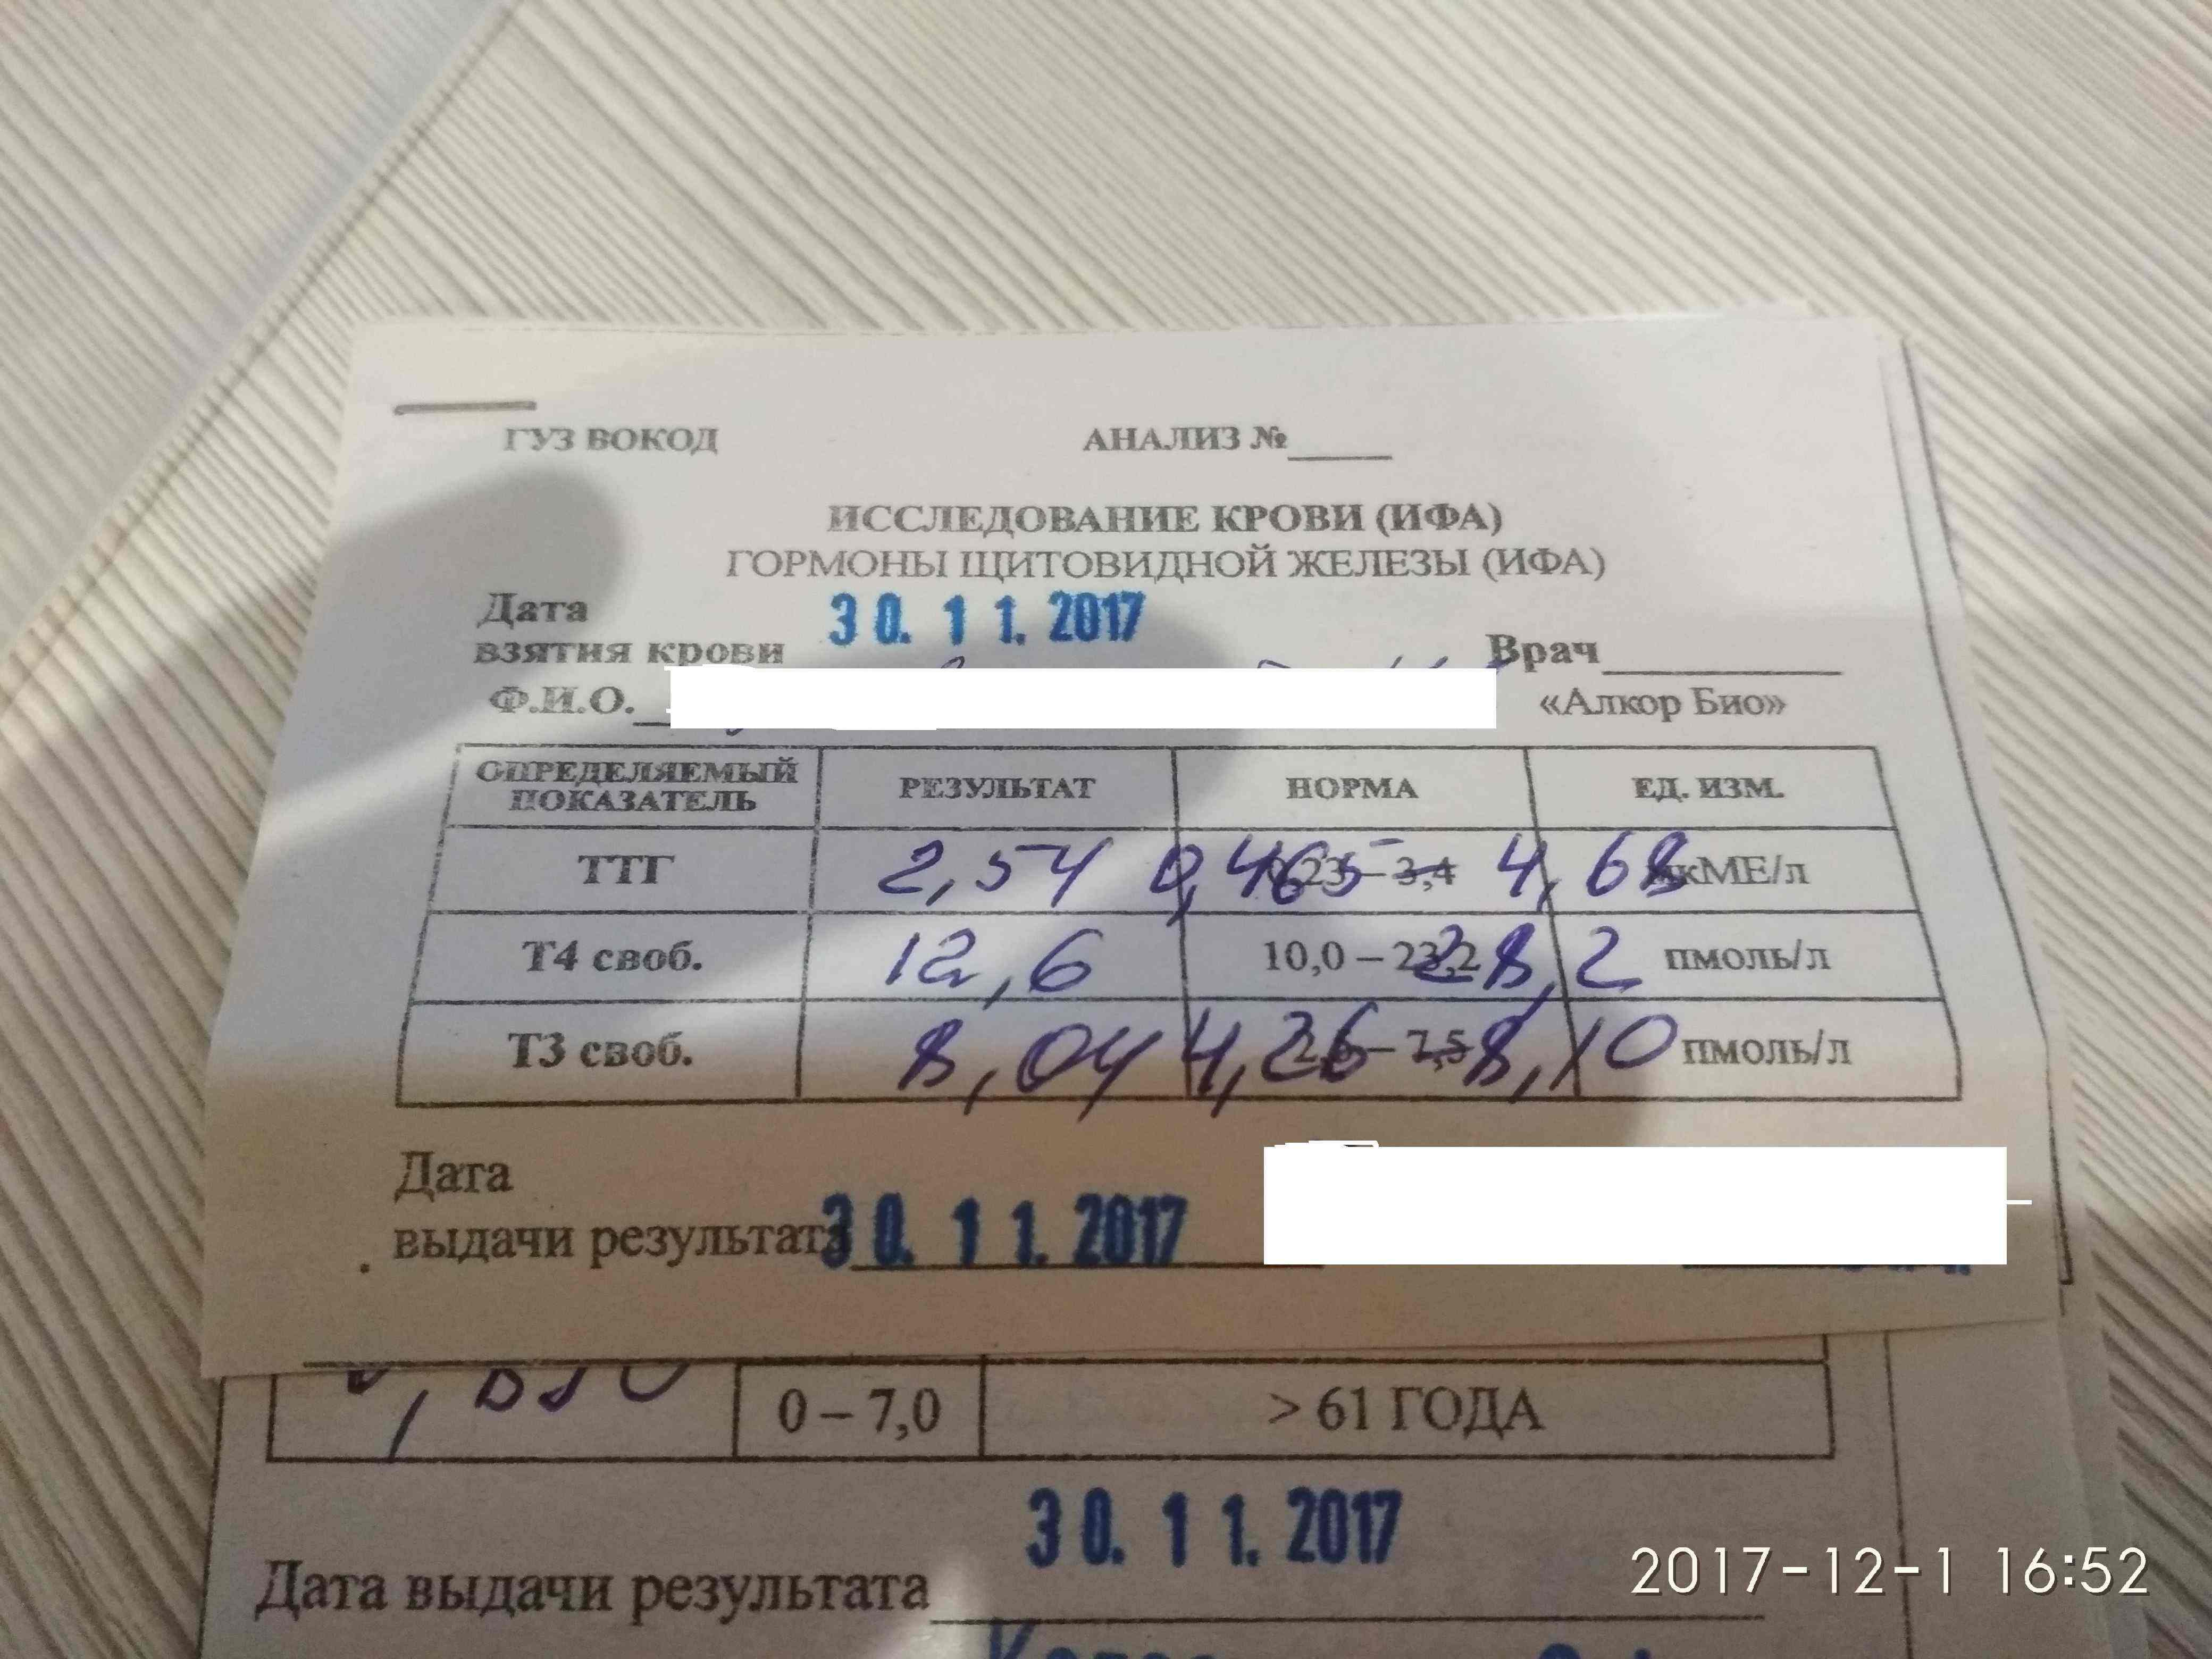 ГУЗ ВОКОД АНАЛИЗ №
ИССЛЕДОВАНИЕ КРОВИ (ИФА)
ГОРМОНЫ ЩИТОВИДНОЙ ЖЕЛЕЗЫ (ИФА)
Дата
взятия крови 30.11.2017 Врач
Ф.И.О. «Алкор Био»
ОПРЕДЕЛЯЕМЫЙ ПОКАЗАТЕЛЬ РЕЗУЛЬТАТ НОРМА ЕД. ИЗМ.
ТТГ 2,54 0,465 – 4,68 мкМЕ/л
Т4 своб. 12,6 10,0 – 28,2 пмоль/л
Т3 своб. 8,04 4,26 – 8,10 пмоль/л
Дата
выдачи результата 30.11.2017
0 – 7,0 > 61 ГОДА
30.11.2017
Дата выдачи результата
2017-12-1 16:52